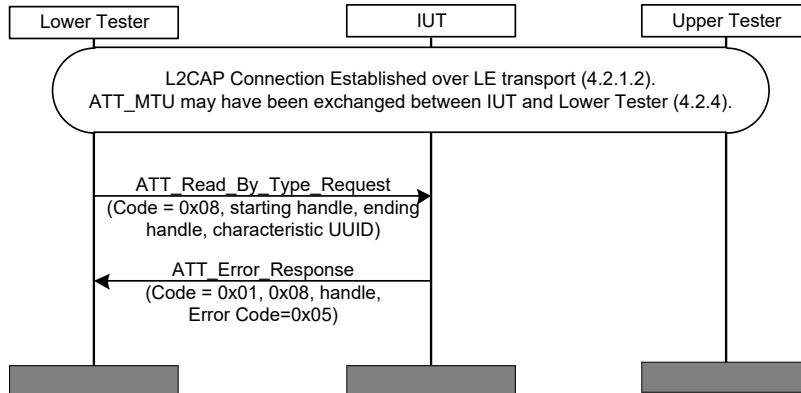 Lower Tester
IUT
Upper Tester
L2CAP Connection Established over LE transport (4.2.1.2).
ATT_MTU may have been exchanged between IUT and Lower Tester (4.2.4).
ATT_Read_By_Type_Request
(Code = 0x08, starting handle, ending
handle, characteristic UUID)
ATT_Error_Response
(Code = 0x01, 0x08, handle,
Error Code=0x05)